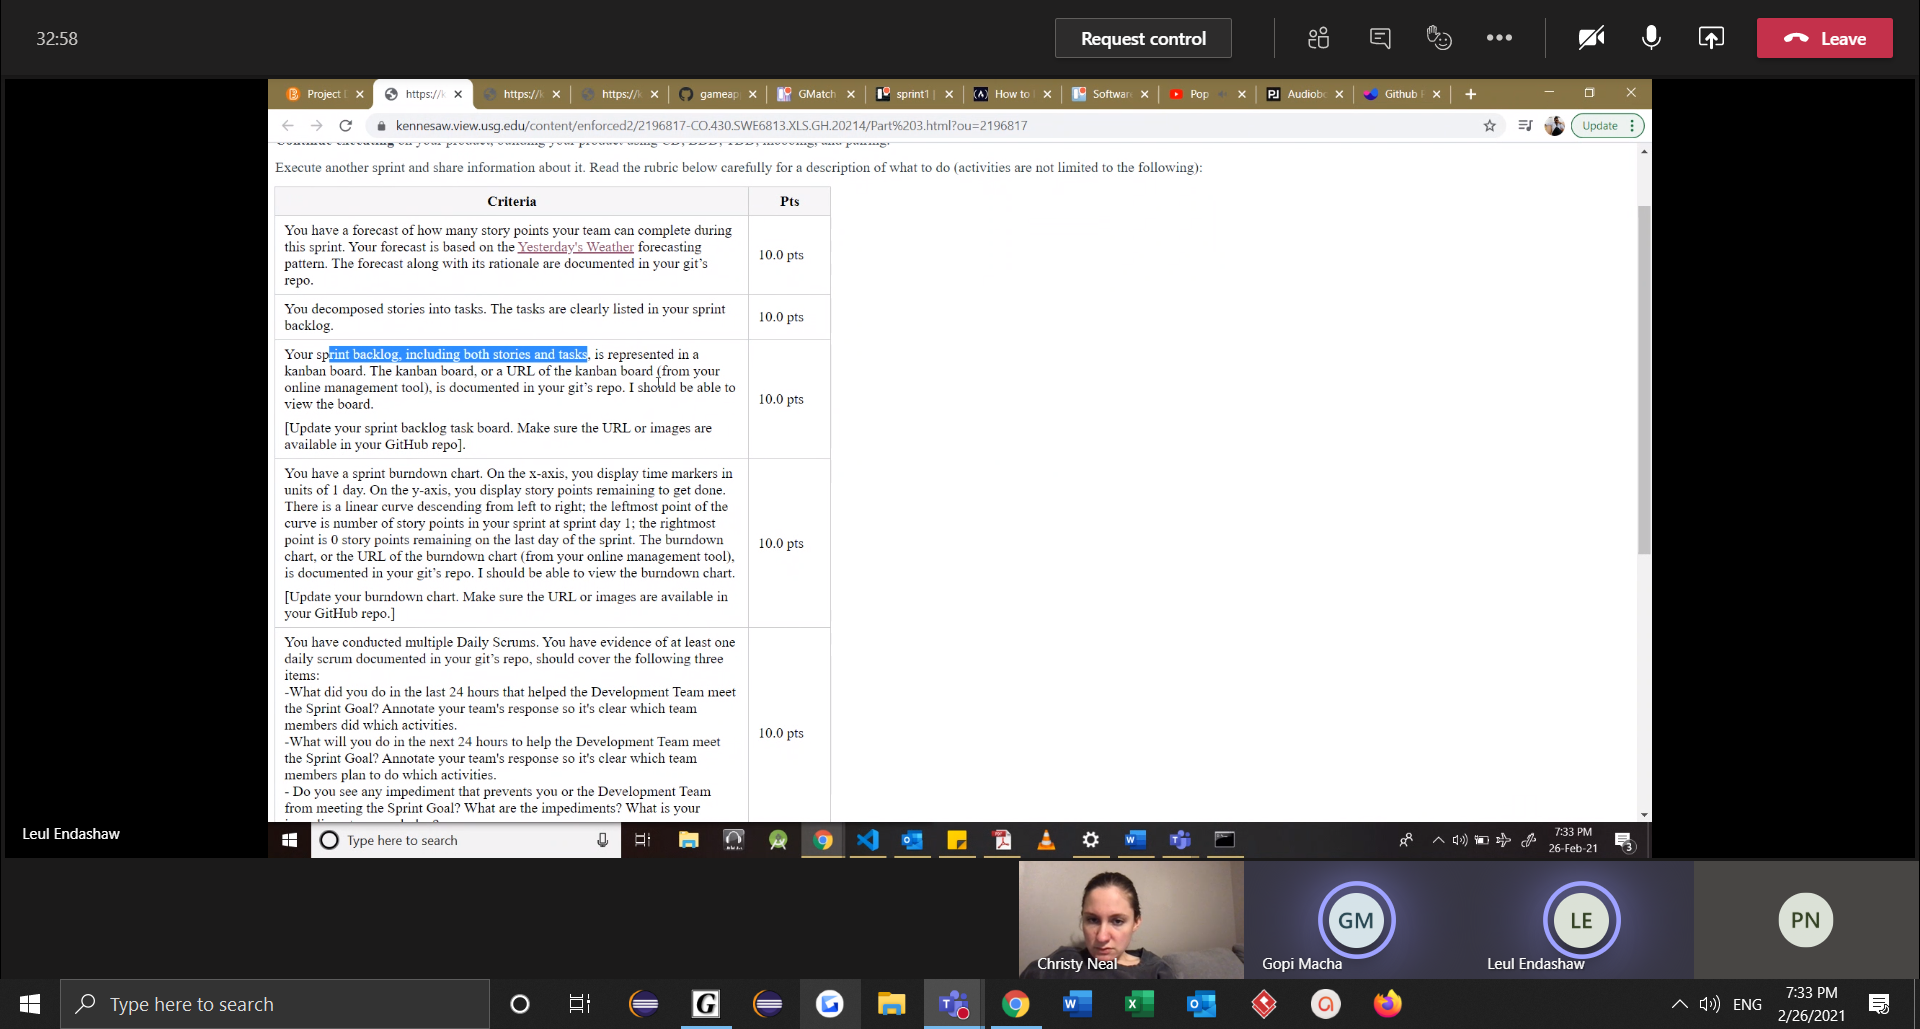 32:58
Request control
Leave
Project
https://k
https://k
https://k
gameap
GMatch
sprint1
How to
Softwar
Pop
Audiob
Github
kennesaw.view.usg.edu/content/enforced2/2196817-CO.430.SWE6813.XLS.GH.20214/Part%203.html?ou=2196817
Update
Continue executing on your product, building your product using CD, BDD, TDD, mobbing, and pairing.
Execute another sprint and share information about it. Read the rubric below carefully for a description of what to do (activities are not limited to the following):
Criteria
Pts
You have a forecast of how many story points your team can complete during
this sprint. Your forecast is based on the Yesterday's Weather forecasting
pattern. The forecast along with its rationale are documented in your git's
repo.
10.0 pts
You decomposed stories into tasks. The tasks are clearly listed in your sprint
backlog.
10.0 pts
Your sprint backlog, including both stories and tasks, is represented in a
kanban board. The kanban board, or a URL of the kanban board (from your
online management tool), is documented in your git's repo. I should be able to
view the board.
[Update your sprint backlog task board. Make sure the URL or images are
available in your GitHub repo].
10.0 pts
You have a sprint burndown chart. On the x-axis, you display time markers in
units of 1 day. On the y-axis, you display story points remaining to get done.
There is a linear curve descending from left to right; the leftmost point of the
curve is number of story points in your sprint at sprint day 1; the rightmost
point is 0 story points remaining on the last day of the sprint. The burndown
chart, or the URL of the burndown chart (from your online management tool),
is documented in your git's repo. I should be able to view the burndown chart.
[Update your burndown chart. Make sure the URL or images are available in
your GitHub repo.]
10.0 pts
You have conducted multiple Daily Scrums. You have evidence of at least one
daily scrum documented in your git's repo, should cover the following three
items:
-What did you do in the last 24 hours that helped the Development Team meet
the Sprint Goal? Annotate your team's response so it's clear which team
members did which activities.
-What will you do in the next 24 hours to help the Development Team meet
the Sprint Goal? Annotate your team's response so it's clear which team
members plan to do which activities.
- Do you see any impediment that prevents you or the Development Team
from meeting the Sprint Goal? What are the impediments? What is your
10.0 pts
Leul Endashaw
Type here to search
7:33 PM
26-Feb-21
3
Christy Neal
GM
Gopi Macha
LE
Leul Endashaw
PN
Type here to search
ENG
7:33 PM
2/26/2021